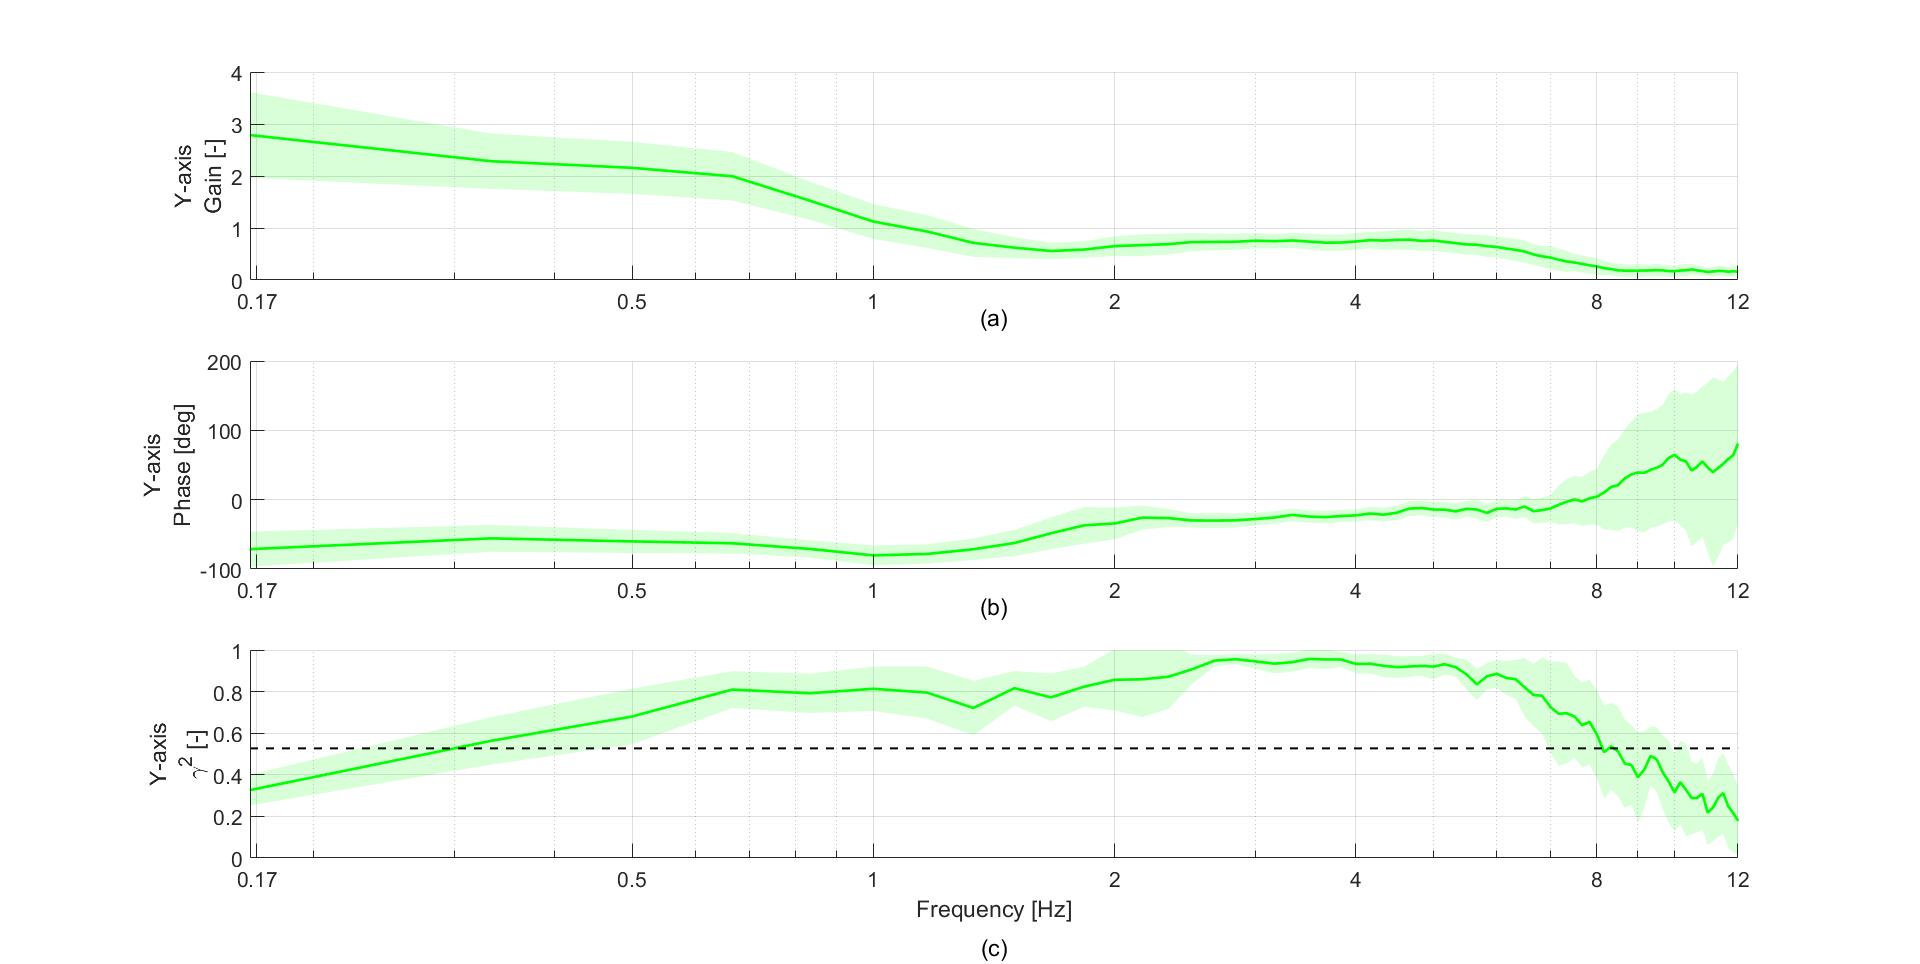 4
3
2
1
0
Y-axis
Gain [-]
0.17 0.5 1 2 4 8 12
(a)
200
100
0
-100
Y-axis
Phase [deg]
0.17 0.5 1 2 4 8 12
(b)
1
0.8
0.6
0.4
0.2
0
Y-axis
γ² [-]
0.17 0.5 1 2 4 8 12
Frequency [Hz]
(c)